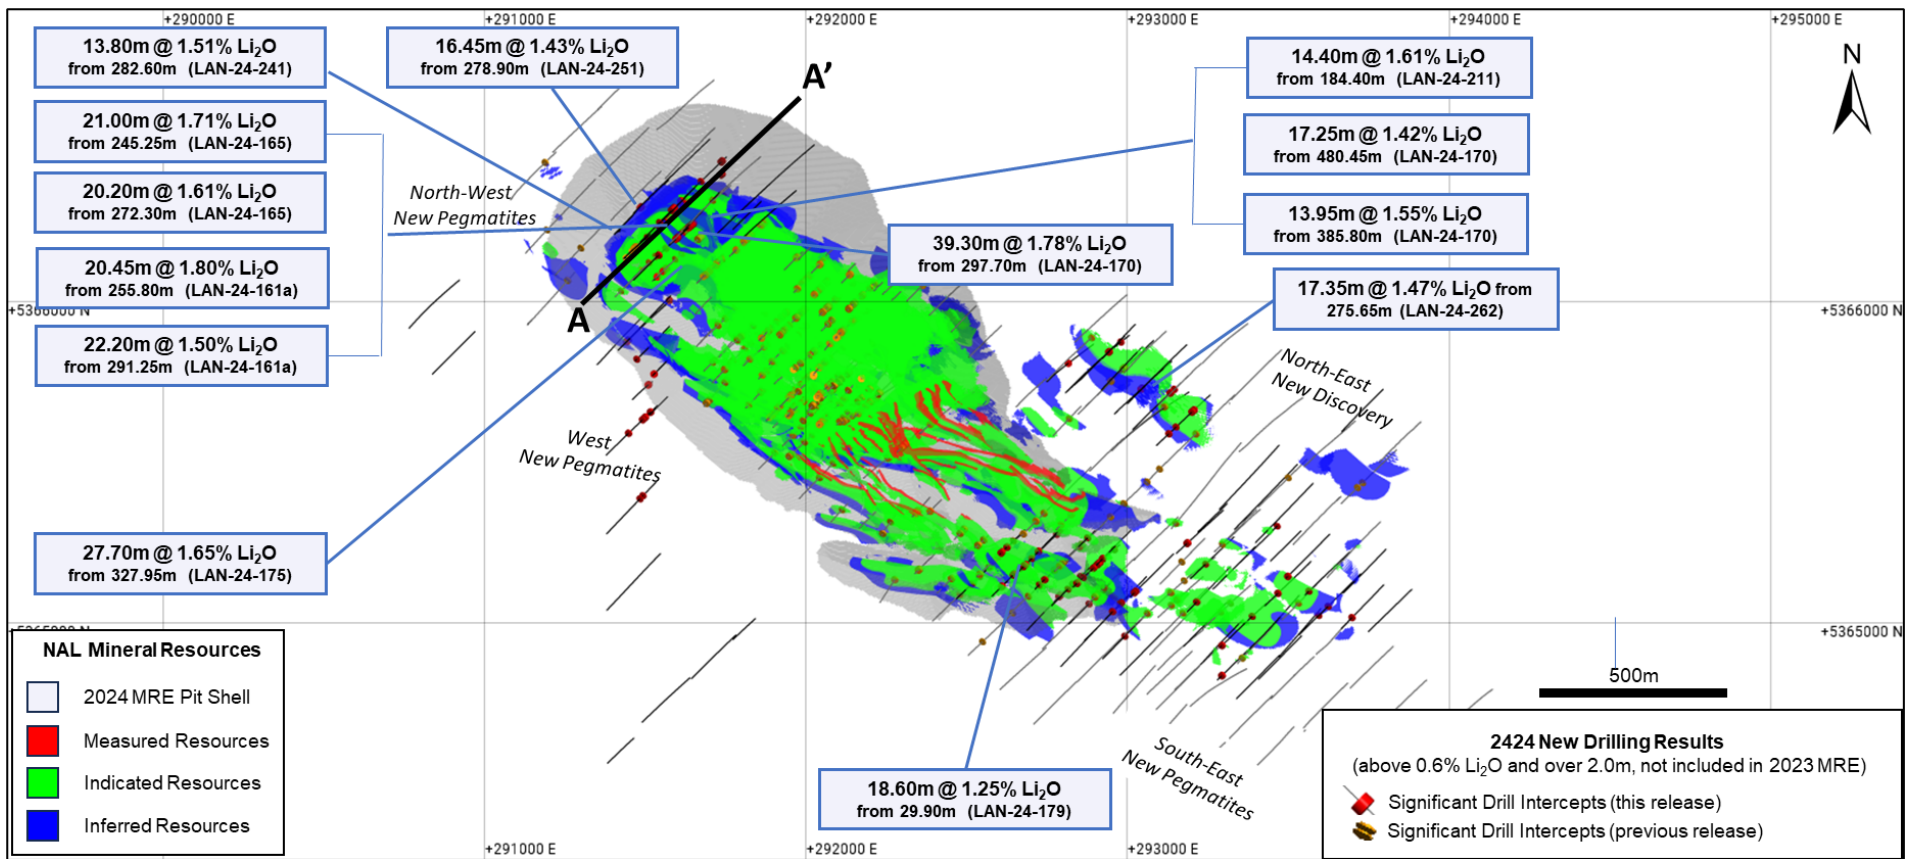 +290000 E
+291000 E
+292000 E
+293000 E
+294000 E
+295000 E
13.80m @ 1.51% Li₂O
from 282.60m (LAN-24-241)
16.45m @ 1.43% Li₂O
from 278.90m (LAN-24-251)
14.40m @ 1.61% Li₂O
from 184.40m (LAN-24-211)
N
A'
21.00m @ 1.71% Li₂O
from 245.25m (LAN-24-165)
17.25m @ 1.42% Li₂O
from 480.45m (LAN-24-170)
20.20m @ 1.61% Li₂O
from 272.30m (LAN-24-165)
North-West
New Pegmatites
13.95m @ 1.55% Li₂O
from 385.80m (LAN-24-170)
39.30m @ 1.78% Li₂O
from 297.70m (LAN-24-170)
20.45m @ 1.80% Li₂O
from 255.80m (LAN-24-161a)
17.35m @ 1.47% Li₂O from
275.65m (LAN-24-262)
+5366000 N
+5366000 N
A
22.20m @ 1.50% Li₂O
from 291.25m (LAN-24-161a)
North-East
New Discovery
West
New Pegmatites
27.70m @ 1.65% Li₂O
from 327.95m (LAN-24-175)
+5365000 N
+5365000 N
NAL Mineral Resources
2024 MRE Pit Shell
Measured Resources
Indicated Resources
Inferred Resources
500m
South-East
New Pegmatites
18.60m @ 1.25% Li₂O
from 29.90m (LAN-24-179)
2424 New Drilling Results
(above 0.6% Li₂O and over 2.0m, not included in 2023 MRE)
Significant Drill Intercepts (this release)
Significant Drill Intercepts (previous release)
+291000 E
+292000 E
+293000 E